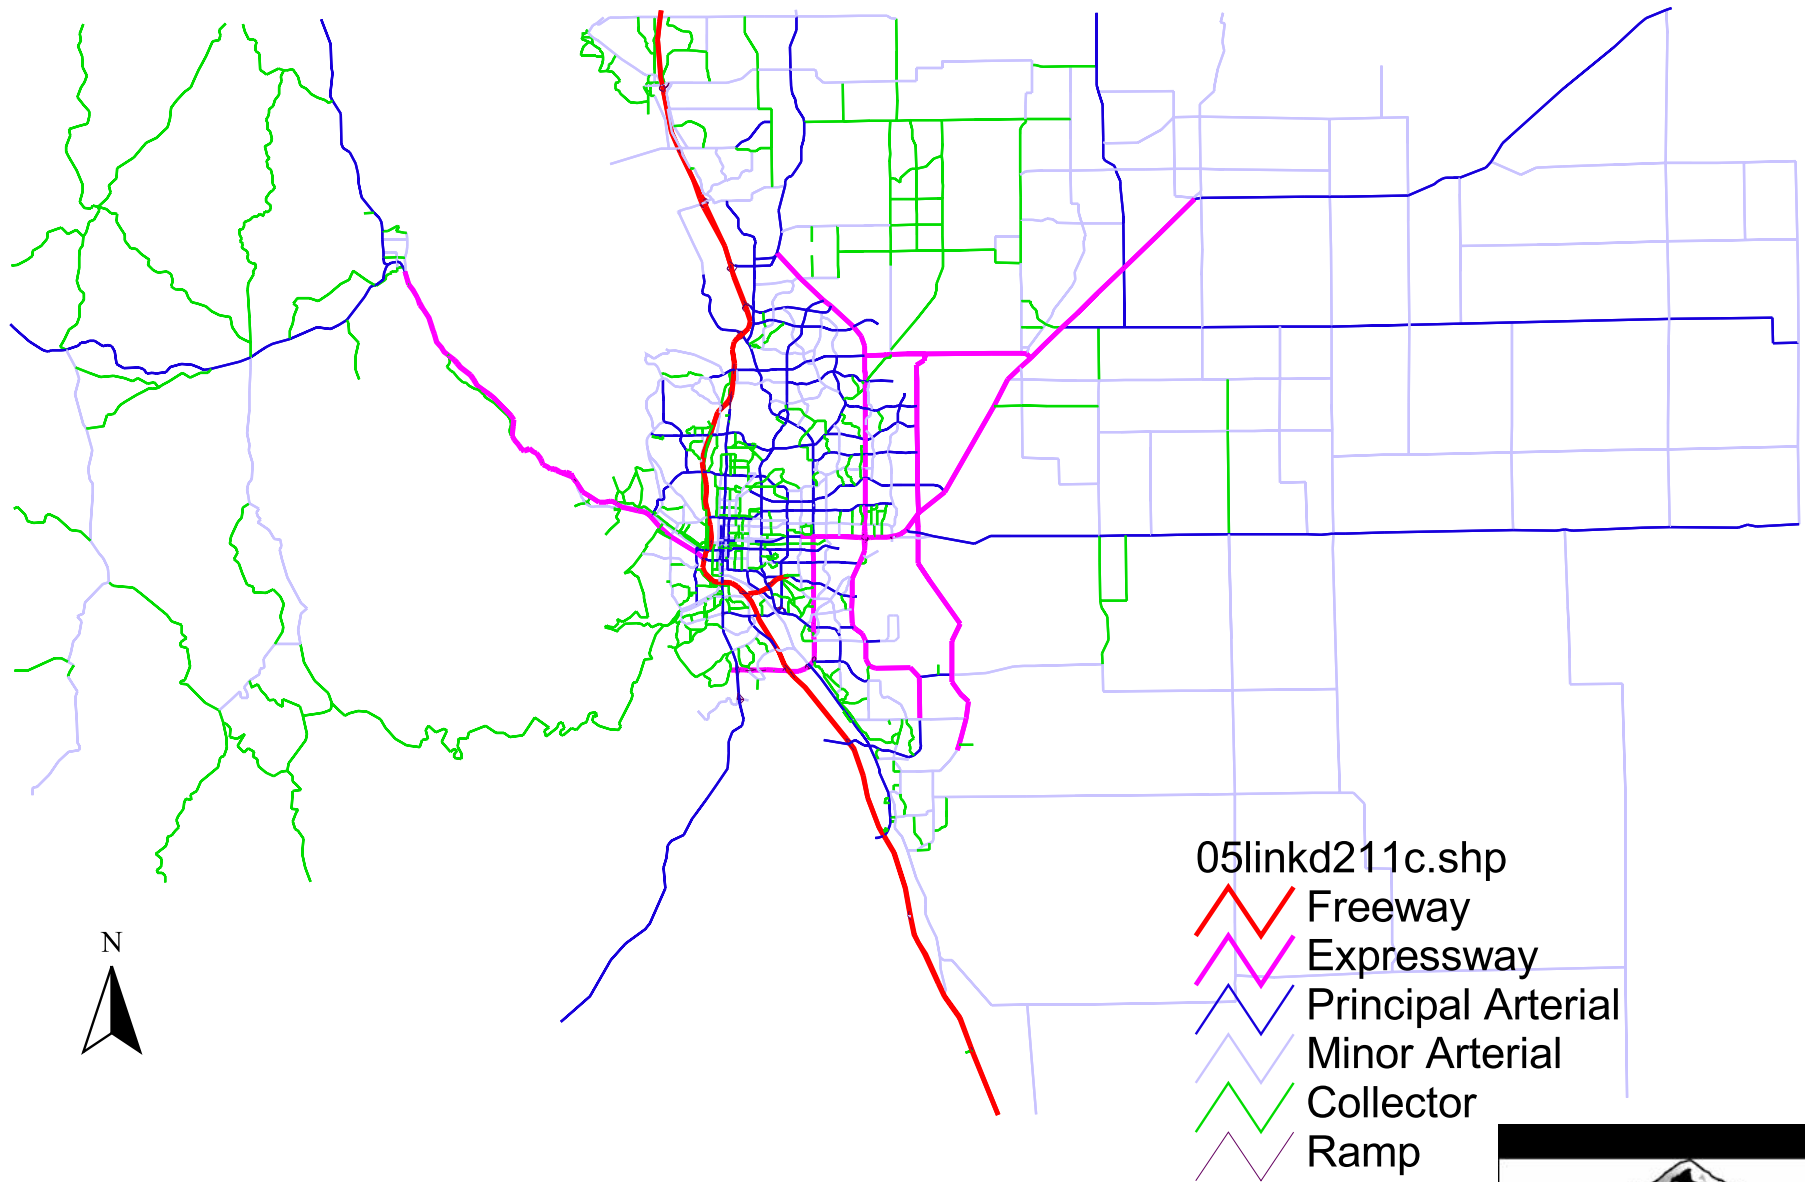 N
05linkd211c.shp
Freeway
Expressway
Principal Arterial
Minor Arterial
Collector
Ramp